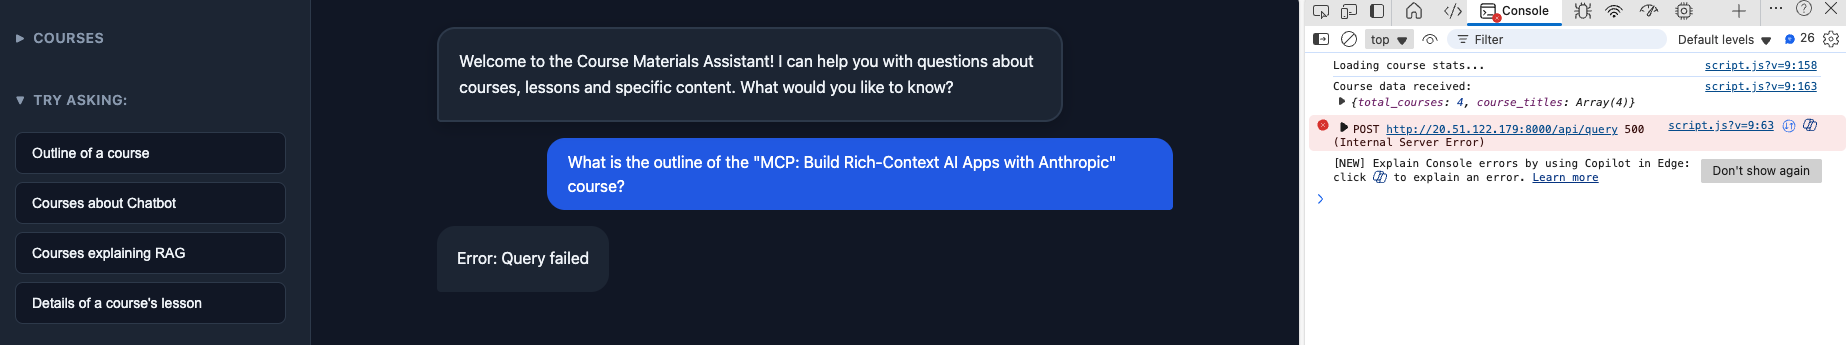 COURSES
TRY ASKING:
Outline of a course
Courses about Chatbot
Courses explaining RAG
Details of a course's lesson
Welcome to the Course Materials Assistant! I can help you with questions about
courses, lessons and specific content. What would you like to know?
What is the outline of the "MCP: Build Rich-Context AI Apps with Anthropic"
course?
Error: Query failed
Console
top
Filter
Default levels
26
Loading course stats... script.js?v=9:158
Course data received: script.js?v=9:163
{total_courses: 4, course_titles: Array(4)}
POST http://20.51.122.179:8000/api/query 500 script.js?v=9:63
(Internal Server Error)
[NEW] Explain Console errors by using Copilot in Edge:
click to explain an error. Learn more
Don't show again